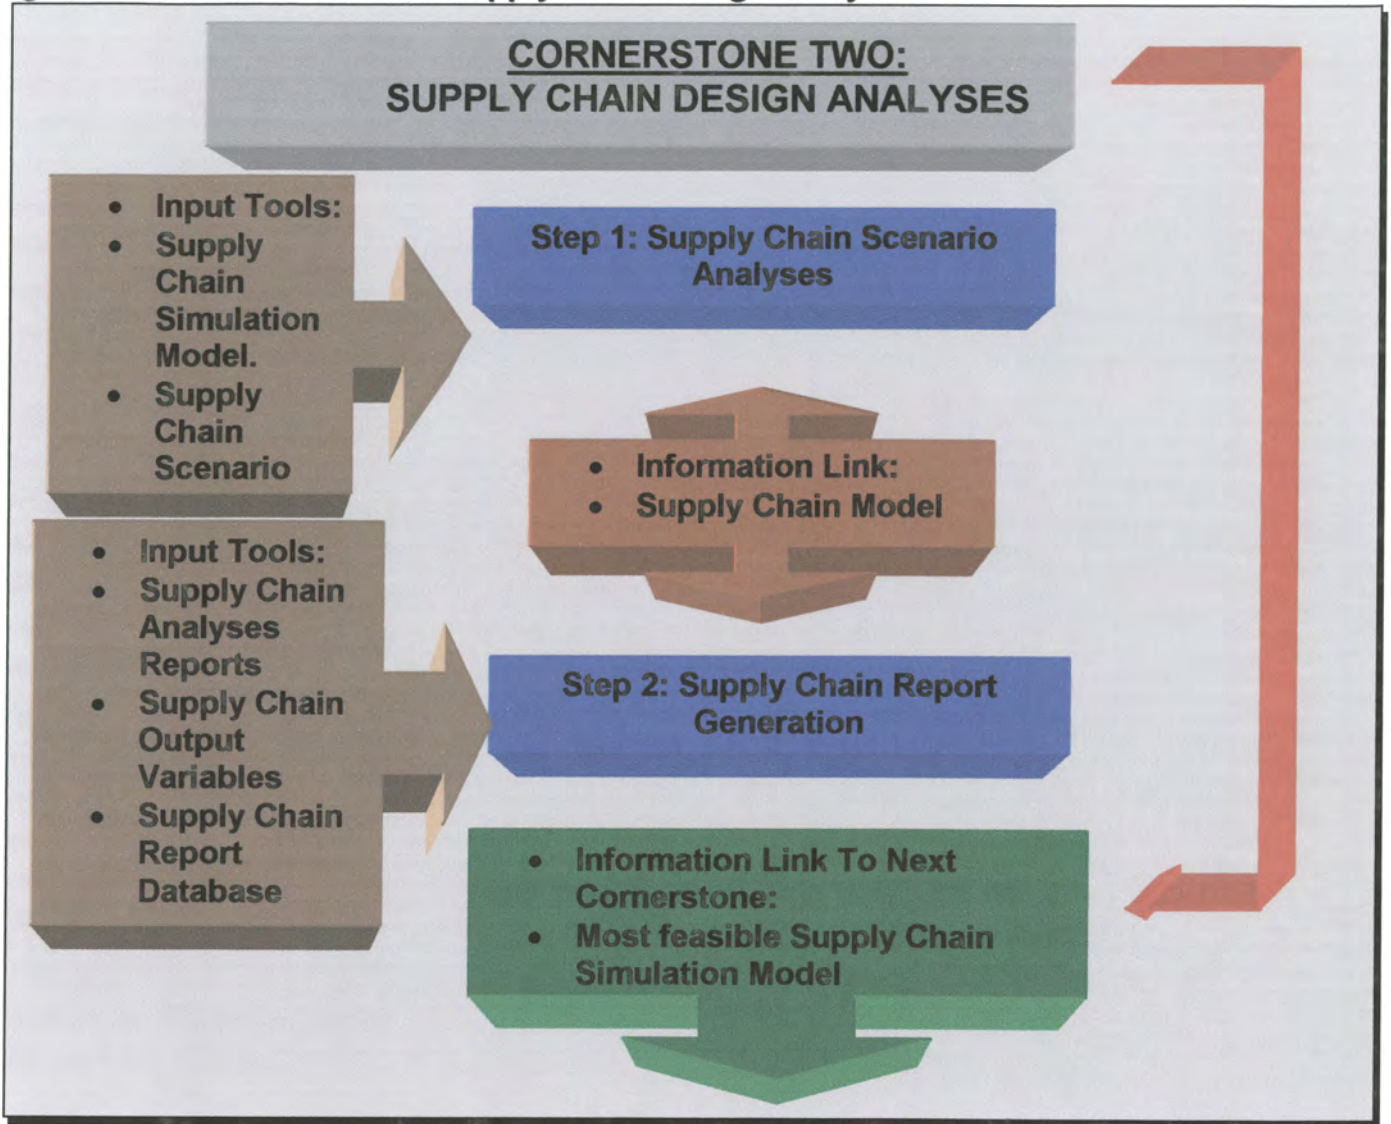 CORNERSTONE TWO:
SUPPLY CHAIN DESIGN ANALYSES
• Input Tools:
• Supply
Chain
Simulation
Model.
• Supply
Chain
Scenario
Step 1: Supply Chain Scenario
Analyses
• Information Link:
• Supply Chain Model
• Input Tools:
• Supply Chain
Analyses
Reports
• Supply Chain
Output
Variables
• Supply Chain
Report
Database
Step 2: Supply Chain Report
Generation
• Information Link To Next
Cornerstone:
• Most feasible Supply Chain
Simulation Model